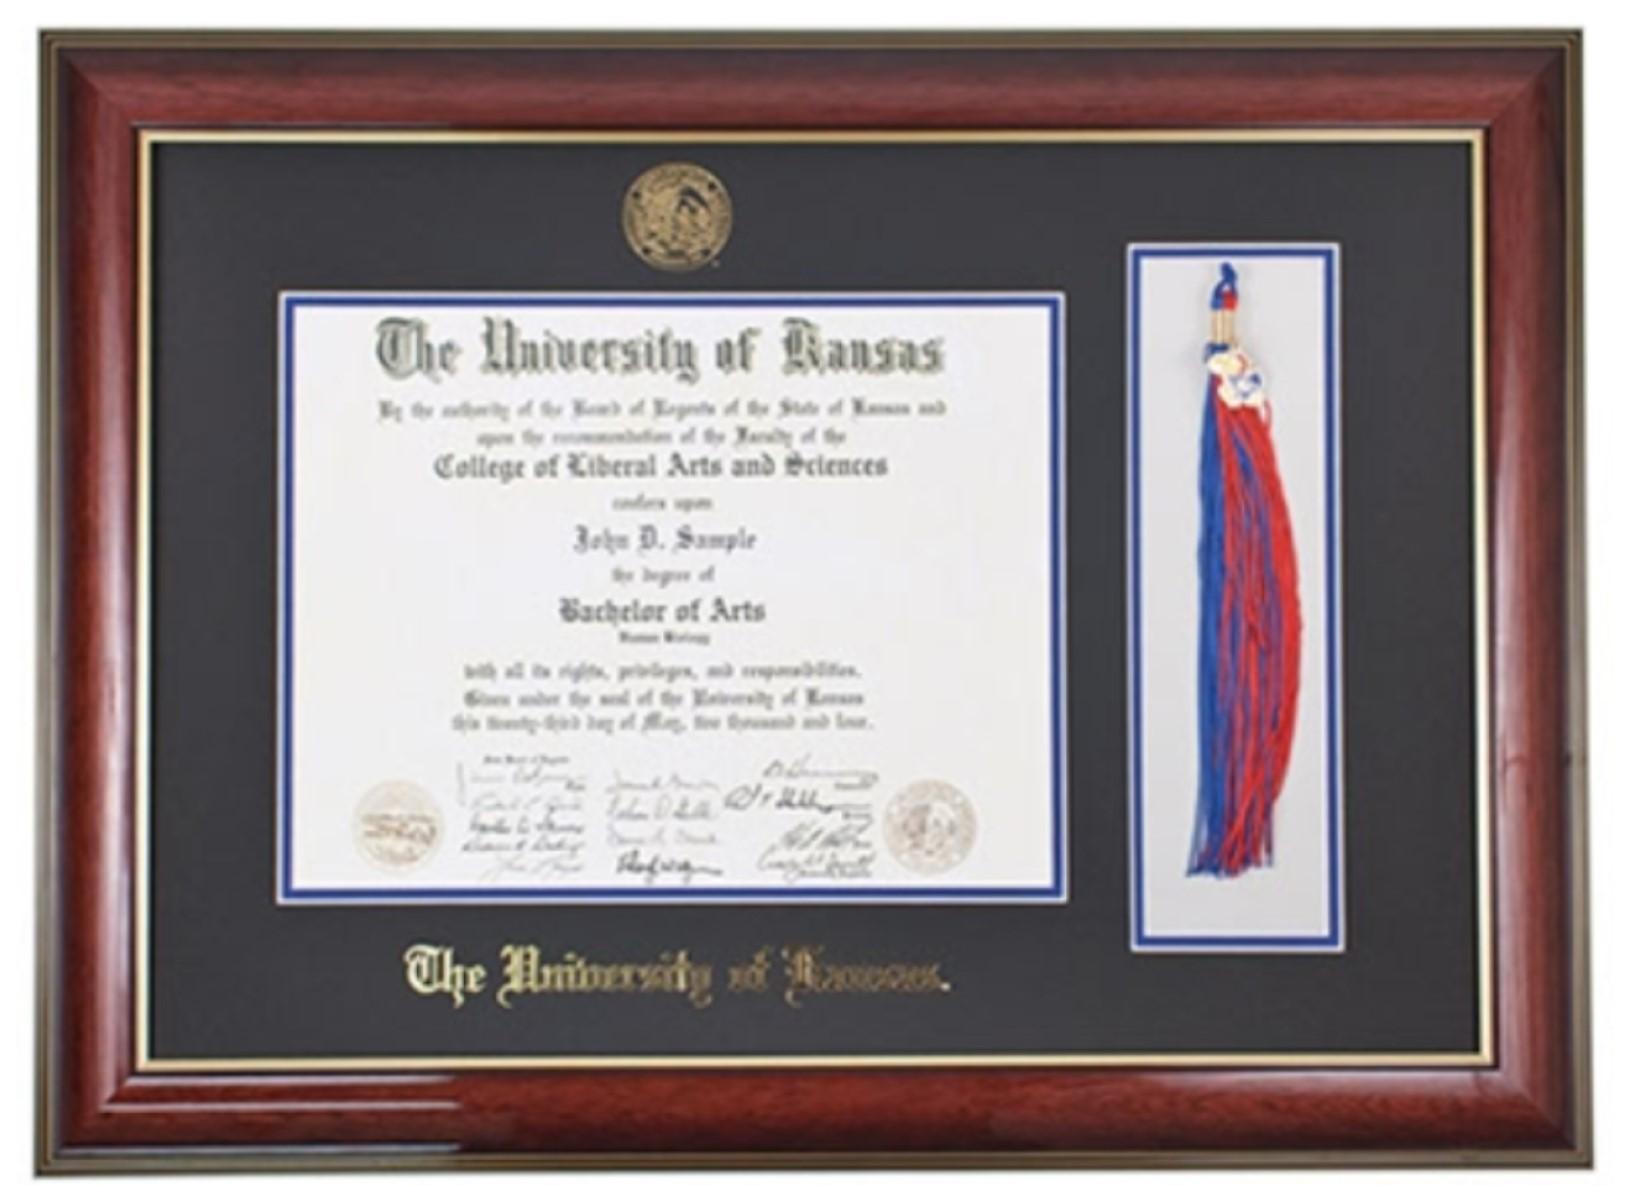 The University of Kansas
By the authority of the Board of Regents of the State of Kansas and
upon the recommendation of the Faculty of the
College of Liberal Arts and Sciences
confers upon
John D. Sample
the degree of
Bachelor of Arts
Human Biology
with all its rights, privileges, and responsibilities.
Given under the seal of the University of Kansas
this twenty-third day of May, two thousand and four.
The University of Kansas.